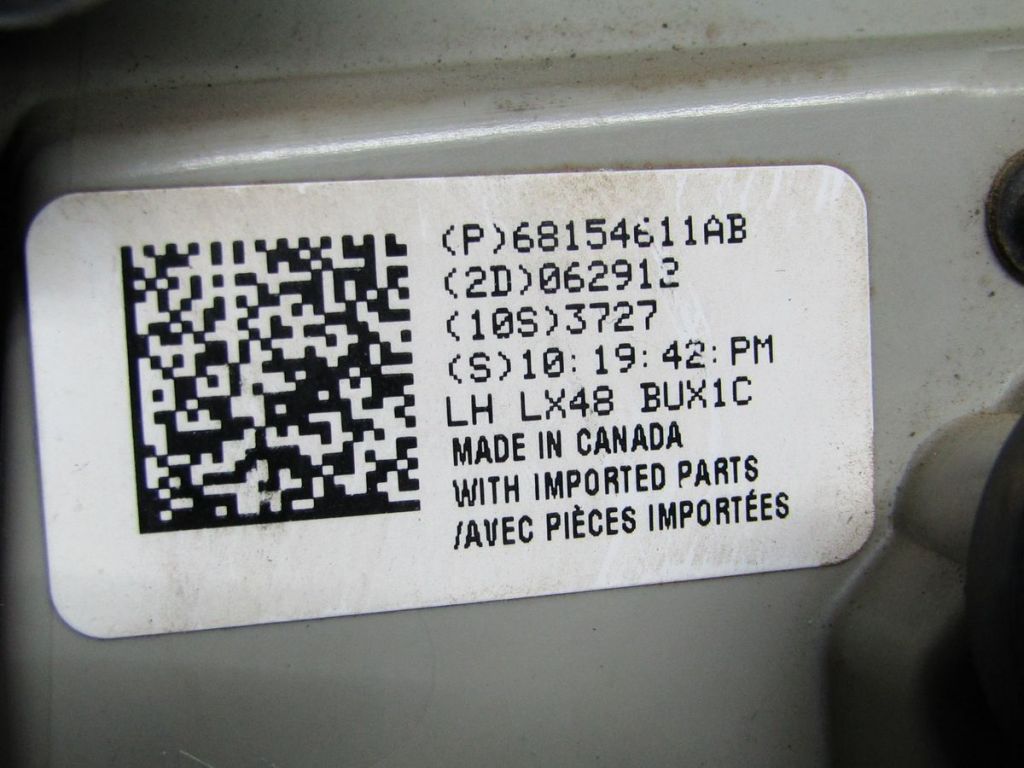 (P)68154611AB
(2D)062912
(10S)3727
(S)10:19:42:PM
LH LX48 BUX1C
MADE IN CANADA
WITH IMPORTED PARTS
/AVEC PIÈCES IMPORTÉES